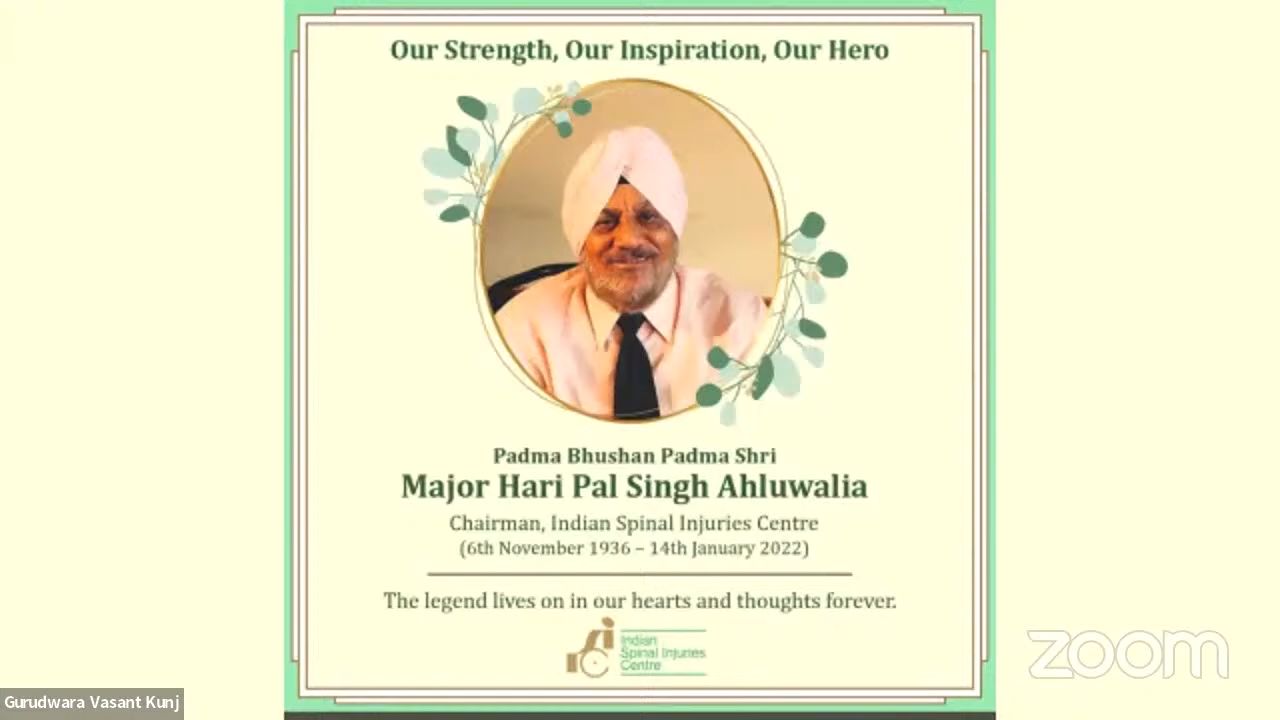 Our Strength, Our Inspiration, Our Hero
Padma Bhushan Padma Shri
Major Hari Pal Singh Ahluwalia
Chairman, Indian Spinal Injuries Centre
(6th November 1936 – 14th January 2022)
The legend lives on in our hearts and thoughts forever.
Indian
Spinal Injuries
Centre
zoom
Gurudwara Vasant Kunj